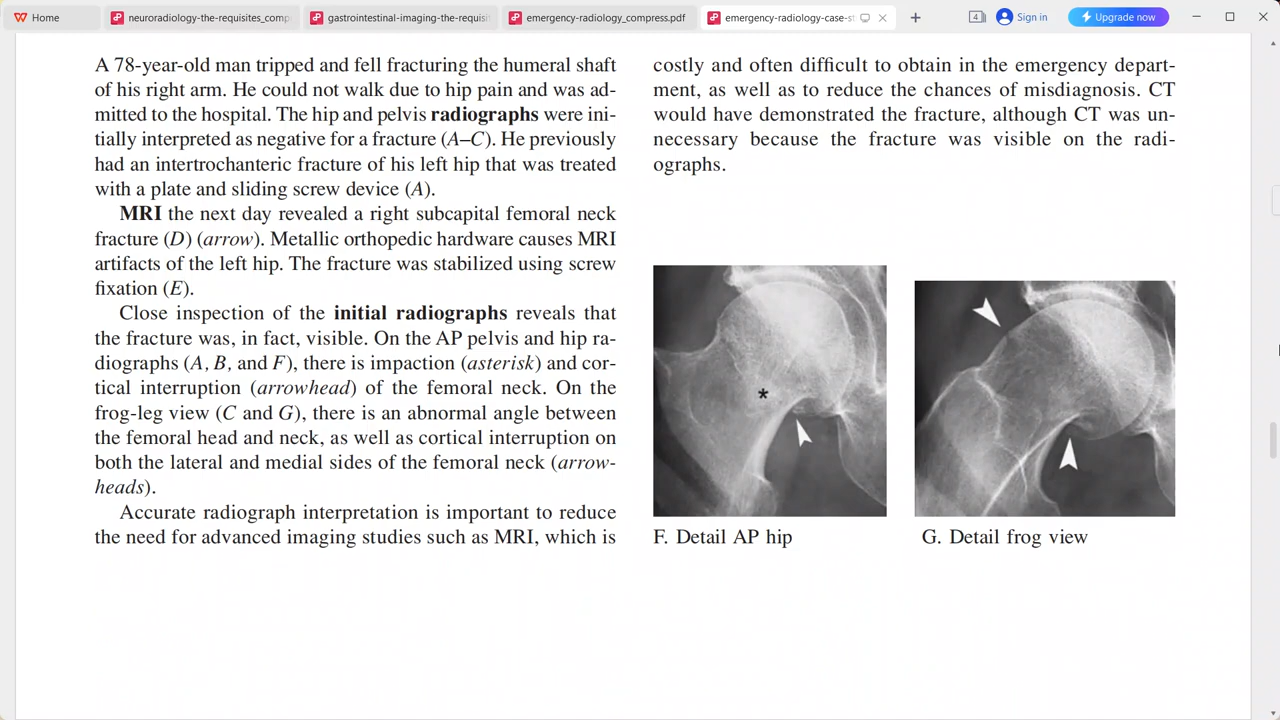 Home
neuroradiology-the-requisites_comp
gastrointestinal-imaging-the-requisit
emergency-radiology_compress.pdf
emergency-radiology-case-st
4
Sign in
Upgrade now
A 78-year-old man tripped and fell fracturing the humeral shaft
of his right arm. He could not walk due to hip pain and was ad-
mitted to the hospital. The hip and pelvis radiographs were ini-
tially interpreted as negative for a fracture (A–C). He previously
had an intertrochanteric fracture of his left hip that was treated
with a plate and sliding screw device (A).
MRI the next day revealed a right subcapital femoral neck
fracture (D) (arrow). Metallic orthopedic hardware causes MRI
artifacts of the left hip. The fracture was stabilized using screw
fixation (E).
Close inspection of the initial radiographs reveals that
the fracture was, in fact, visible. On the AP pelvis and hip ra-
diographs (A, B, and F), there is impaction (asterisk) and cor-
tical interruption (arrowhead) of the femoral neck. On the
frog-leg view (C and G), there is an abnormal angle between
the femoral head and neck, as well as cortical interruption on
both the lateral and medial sides of the femoral neck (arrow-
heads).
Accurate radiograph interpretation is important to reduce
the need for advanced imaging studies such as MRI, which is
costly and often difficult to obtain in the emergency depart-
ment, as well as to reduce the chances of misdiagnosis. CT
would have demonstrated the fracture, although CT was un-
necessary because the fracture was visible on the radi-
ographs.
*
F. Detail AP hip
G. Detail frog view